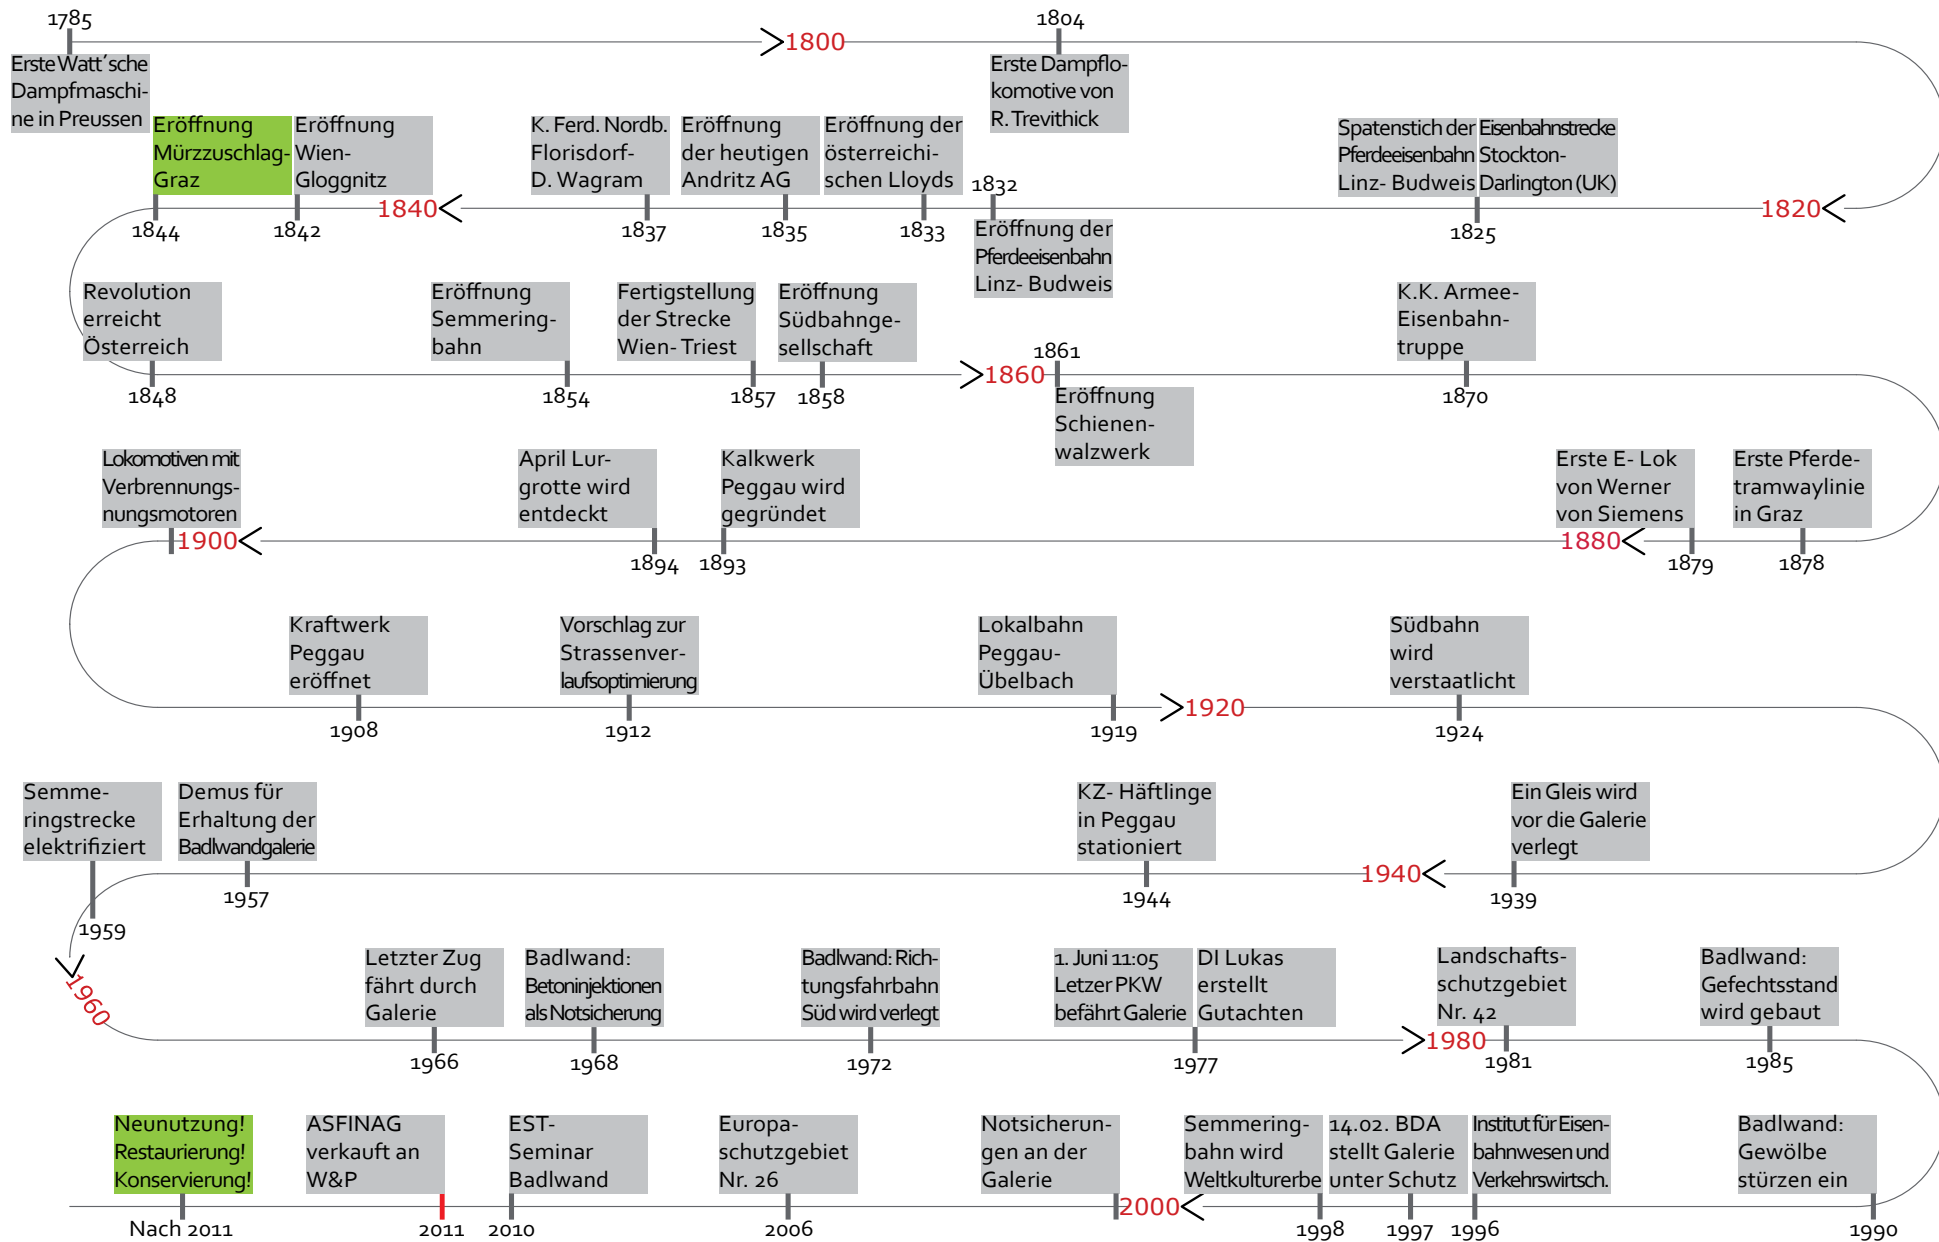 1785
Erste Watt´sche
Dampfmaschi-
ne in Preussen
1800
1804
Erste Dampflo-
komotive von
R. Trevithick
1820
Eisenbahnstrecke
Stockton-
Darlington (UK)
Spatenstich der
Pferdeeisenbahn
Linz- Budweis
1825
1832
Eröffnung der
Pferdeeisenbahn
Linz- Budweis
Eröffnung der
österreichi-
schen Lloyds
1833
Eröffnung
der heutigen
Andritz AG
1835
K. Ferd. Nordb.
Florisdorf-
D. Wagram
1837
1840
Eröffnung
Wien-
Gloggnitz
1842
Eröffnung
Mürzzuschlag-
Graz
1844
Revolution
erreicht
Österreich
1848
Eröffnung
Semmering-
bahn
1854
Fertigstellung
der Strecke
Wien- Triest
1857
Eröffnung
Südbahnge-
sellschaft
1858
1860
1861
Eröffnung
Schienen-
walzwerk
K.K. Armee-
Eisenbahn-
truppe
1870
Erste Pferde-
tramwaylinie
in Graz
1878
Erste E- Lok
von Werner
von Siemens
1879
1880
Kalkwerk
Peggau wird
gegründet
1893
April Lur-
grotte wird
entdeckt
1894
1900
Lokomotiven mit
Verbrennungs-
nungsmotoren
Kraftwerk
Peggau
eröffnet
1908
Vorschlag zur
Strassenver-
laufsoptimierung
1912
Lokalbahn
Peggau-
Übelbach
1919
1920
Südbahn
wird
verstaatlicht
1924
Ein Gleis wird
vor die Galerie
verlegt
1939
1940
KZ- Häftlinge
in Peggau
stationiert
1944
Demus für
Erhaltung der
Badlwandgalerie
1957
Semme-
ringstrecke
elektrifiziert
1959
1960
Letzter Zug
fährt durch
Galerie
1966
Badlwand:
Betoninjektionen
als Notsicherung
1968
Badlwand: Rich-
tungsfahrbahn
Süd wird verlegt
1972
1. Juni 11:05
Letzer PKW
befährt Galerie
DI Lukas
erstellt
Gutachten
1977
1980
Landschafts-
schutzgebiet
Nr. 42
1981
Badlwand:
Gefechtsstand
wird gebaut
1985
Badlwand:
Gewölbe
stürzen ein
1990
Institut für Eisen-
bahnwesen und
Verkehrswirtsch.
1996
14.02. BDA
stellt Galerie
unter Schutz
1997
Semmering-
bahn wird
Weltkulturerbe
1998
2000
Notsicherun-
gen an der
Galerie
Europa-
schutzgebiet
Nr. 26
2006
EST-
Seminar
Badlwand
2010
ASFINAG
verkauft an
W&P
2011
Neunutzung!
Restaurierung!
Konservierung!
Nach 2011